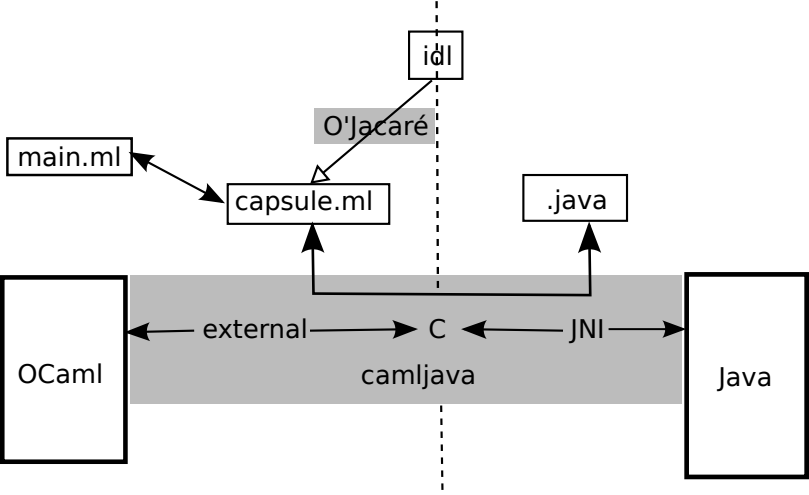 idl
O'Jacaré
main.ml
capsule.ml
.java
external
C
JNI
OCaml
camljava
Java